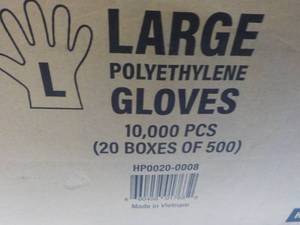 LARGE
L
POLYETHYLENE
GLOVES
10,000 PCS
(20 BOXES OF 500)
HP0020-0008
Made in Vietnam